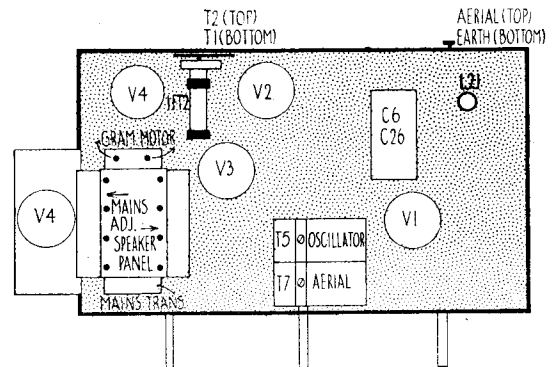 T2 (TOP)
T1 (BOTTOM)
AERIAL (TOP)
EARTH (BOTTOM)
V4
V2
L21
IFT2
C6
C26
GRAM. MOTOR
V3
V4
MAINS
ADJ.
SPEAKER
PANEL
V1
T5 OSCILLATOR
T7 AERIAL
MAINS TRANS